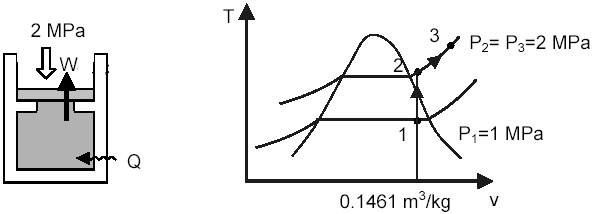 2 MPa
W
Q
T
3
P₂= P₃=2 MPa
2
1
P₁=1 MPa
0.1461 m³/kg
v